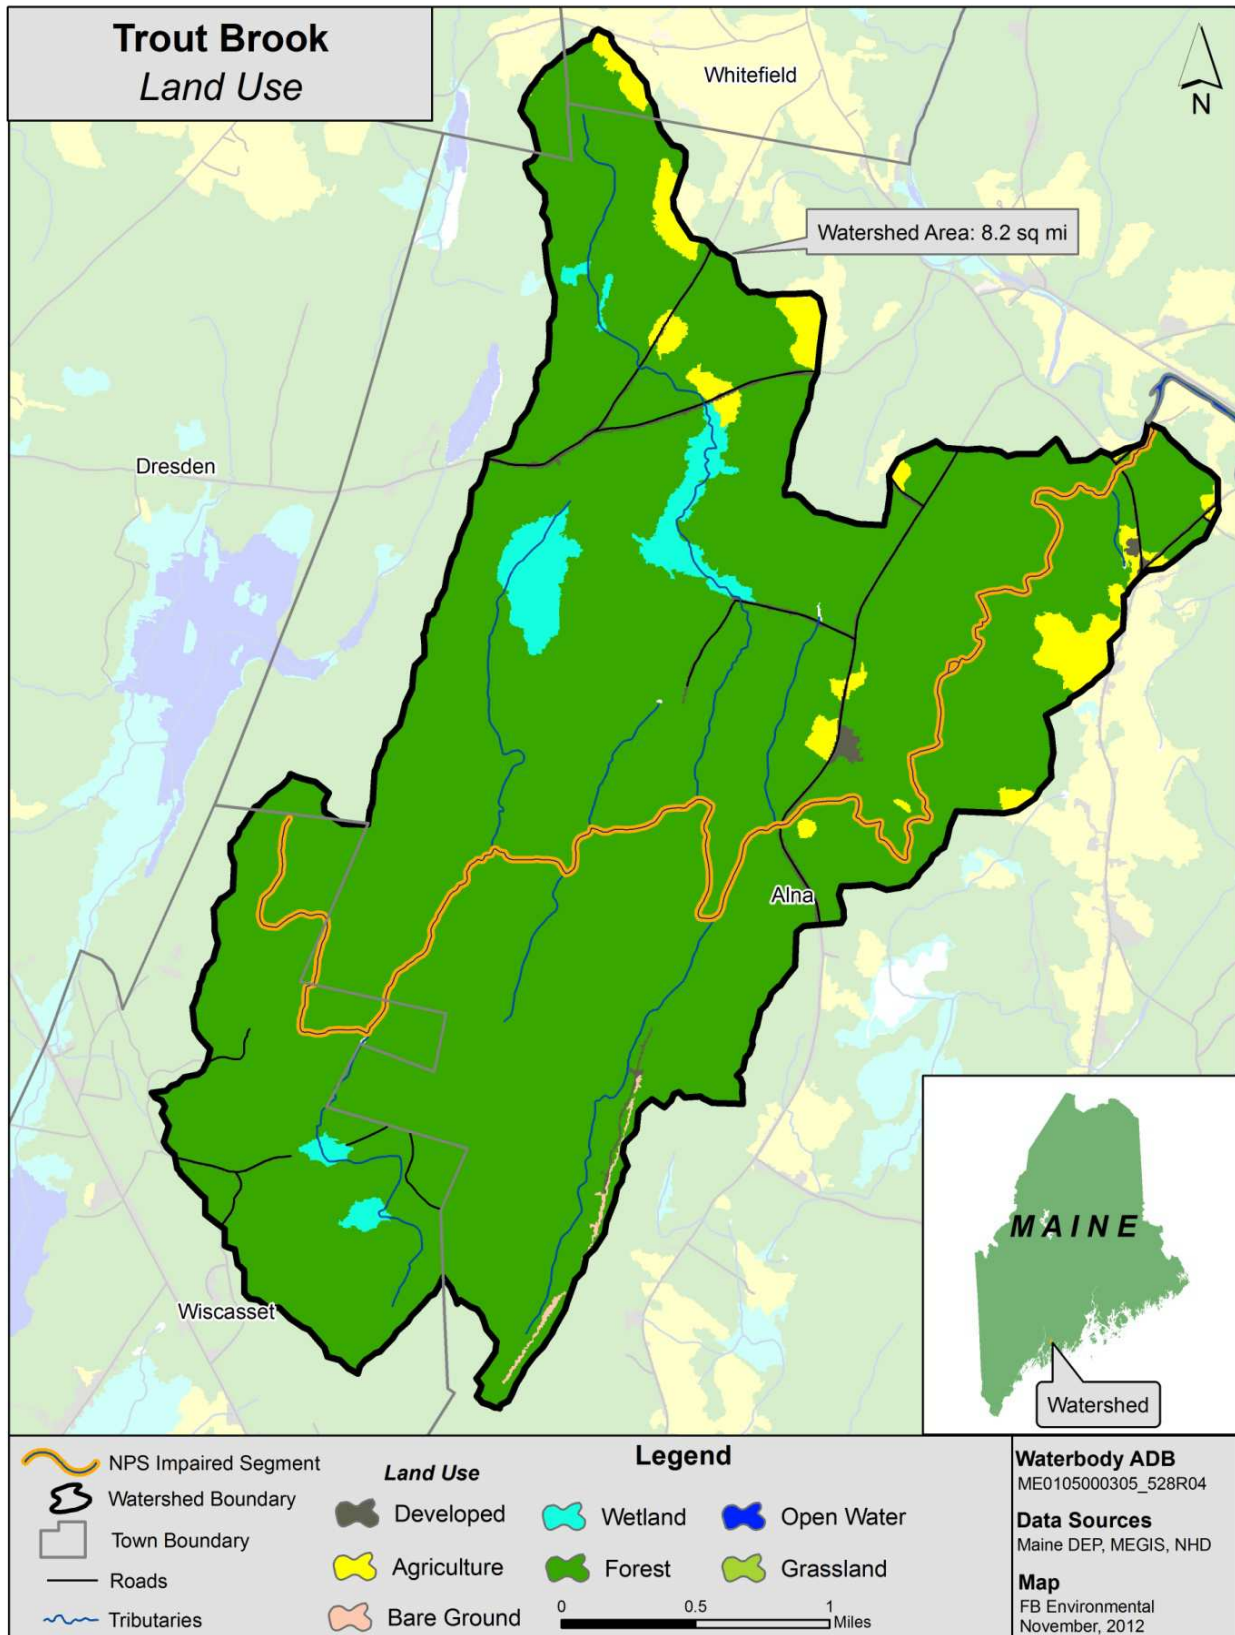 Trout Brook
Land Use
Whitefield
N
Watershed Area: 8.2 sq mi
Dresden
Alna
Wiscasset
MAINE
Watershed
Legend
NPS Impaired Segment
Watershed Boundary
Town Boundary
Roads
Tributaries
Land Use
Developed
Wetland
Open Water
Agriculture
Forest
Grassland
Bare Ground
0 0.5 1
Miles
Waterbody ADB
ME0105000305_528R04
Data Sources
Maine DEP, MEGIS, NHD
Map
FB Environmental
November, 2012